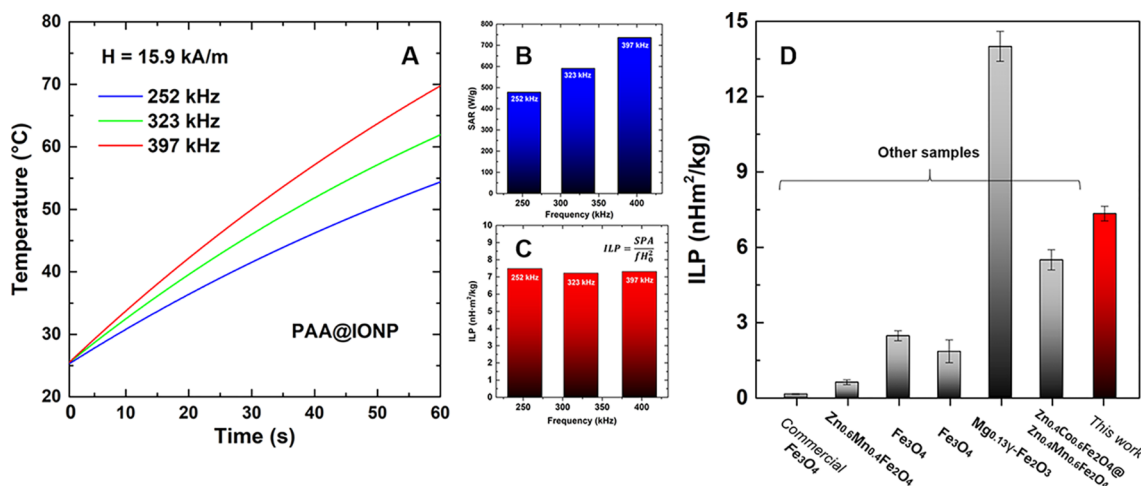 A
H = 15.9 kA/m
252 kHz
323 kHz
397 kHz
PAA@IONP
Temperature (°C)
80
70
60
50
40
30
20
0 10 20 30 40 50 60
Time (s)
B
SAR (W/g)
800
700
600
500
400
300
200
100
0
252 kHz
323 kHz
397 kHz
250 300 350 400
Frequency (kHz)
C
ILP = SPA / fH₀²
ILP (nH·m²/kg)
10
9
8
7
6
5
4
3
2
1
0
252 kHz
323 kHz
397 kHz
250 300 350 400
Frequency (kHz)
D
ILP (nHm²/kg)
15
12
9
6
3
0
Other samples
Commercial
Fe₃O₄
Zn₀.₆Mn₀.₄Fe₂O₄
Fe₃O₄
Fe₃O₄
Mg₀.₁₃γ-Fe₂O₃
Zn₀.₄Co₀.₆Fe₂O₄@
Zn₀.₄Mn₀.₆Fe₂O₄
This work